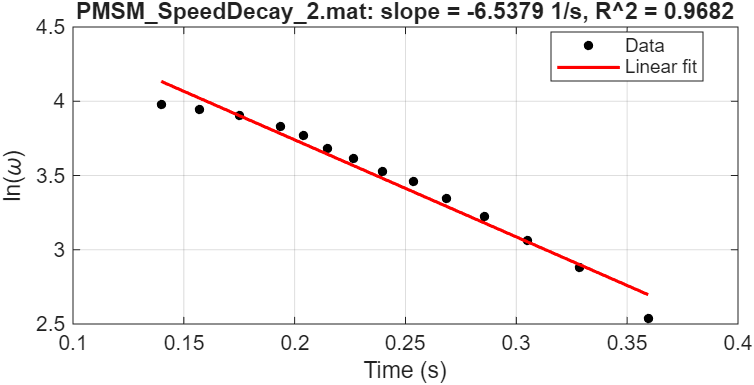 PMSM_SpeedDecay_2.mat: slope = -6.5379 1/s, R^2 = 0.9682
4.5
Data
Linear fit
4
3.5
ln(ω)
3
2.5
0.1 0.15 0.2 0.25 0.3 0.35 0.4
Time (s)